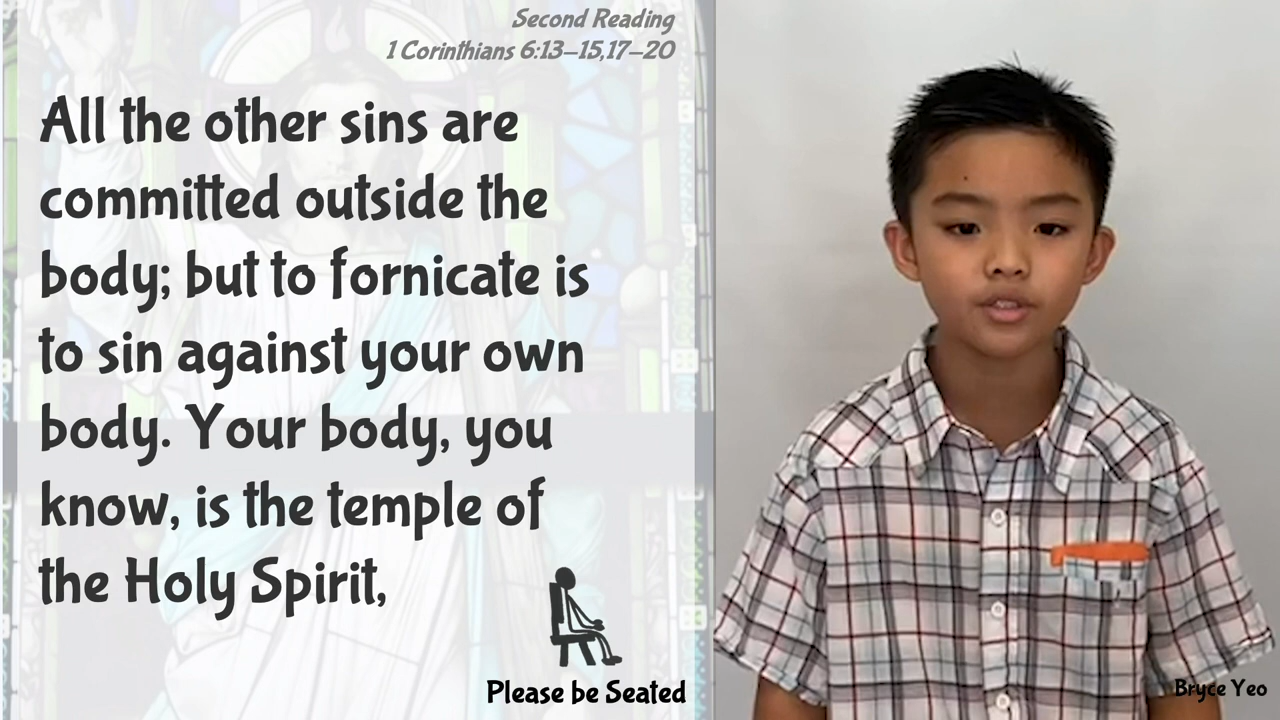 Second Reading
1 Corinthians 6:13–15,17–20
All the other sins are
committed outside the
body; but to fornicate is
to sin against your own
body. Your body, you
know, is the temple of
the Holy Spirit,
Please be Seated
Bryce Yeo